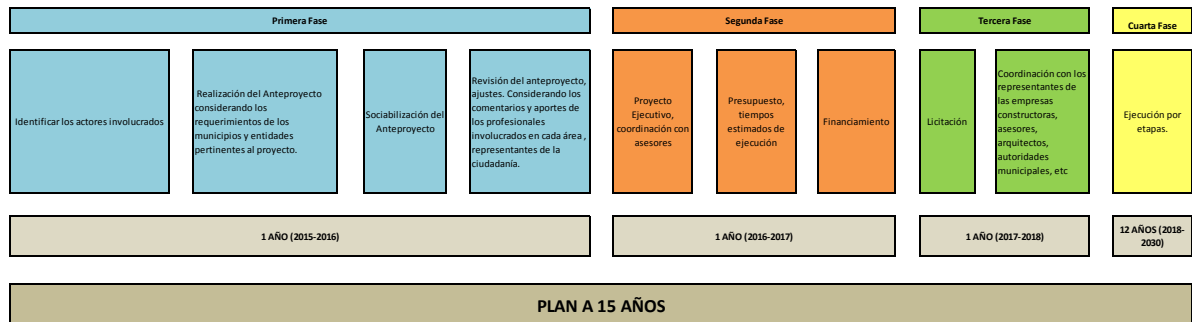 Primera Fase
Segunda Fase
Tercera Fase
Cuarta Fase
Identificar los actores involucrados
Realización del Anteproyecto
considerando los
requerimientos de los
municipios y entidades
pertinentes al proyecto.
Sociabilización del
Anteproyecto
Revisión del anteproyecto,
ajustes. Considerando los
comentarios y aportes de
los profesionales
involucrados en cada área ,
representantes de la
ciudadanía.
Proyecto
Ejecutivo,
coordinación con
asesores
Presupuesto,
tiempos
estimados de
ejecución
Financiamiento
Licitación
Coordinación con los
representantes de
las empresas
constructoras,
asesores,
arquitectos,
autoridades
municipales, etc
Ejecución por
etapas.
1 AÑO (2015-2016)
1 AÑO (2016-2017)
1 AÑO (2017-2018)
12 AÑOS (2018-
2030)
PLAN A 15 AÑOS